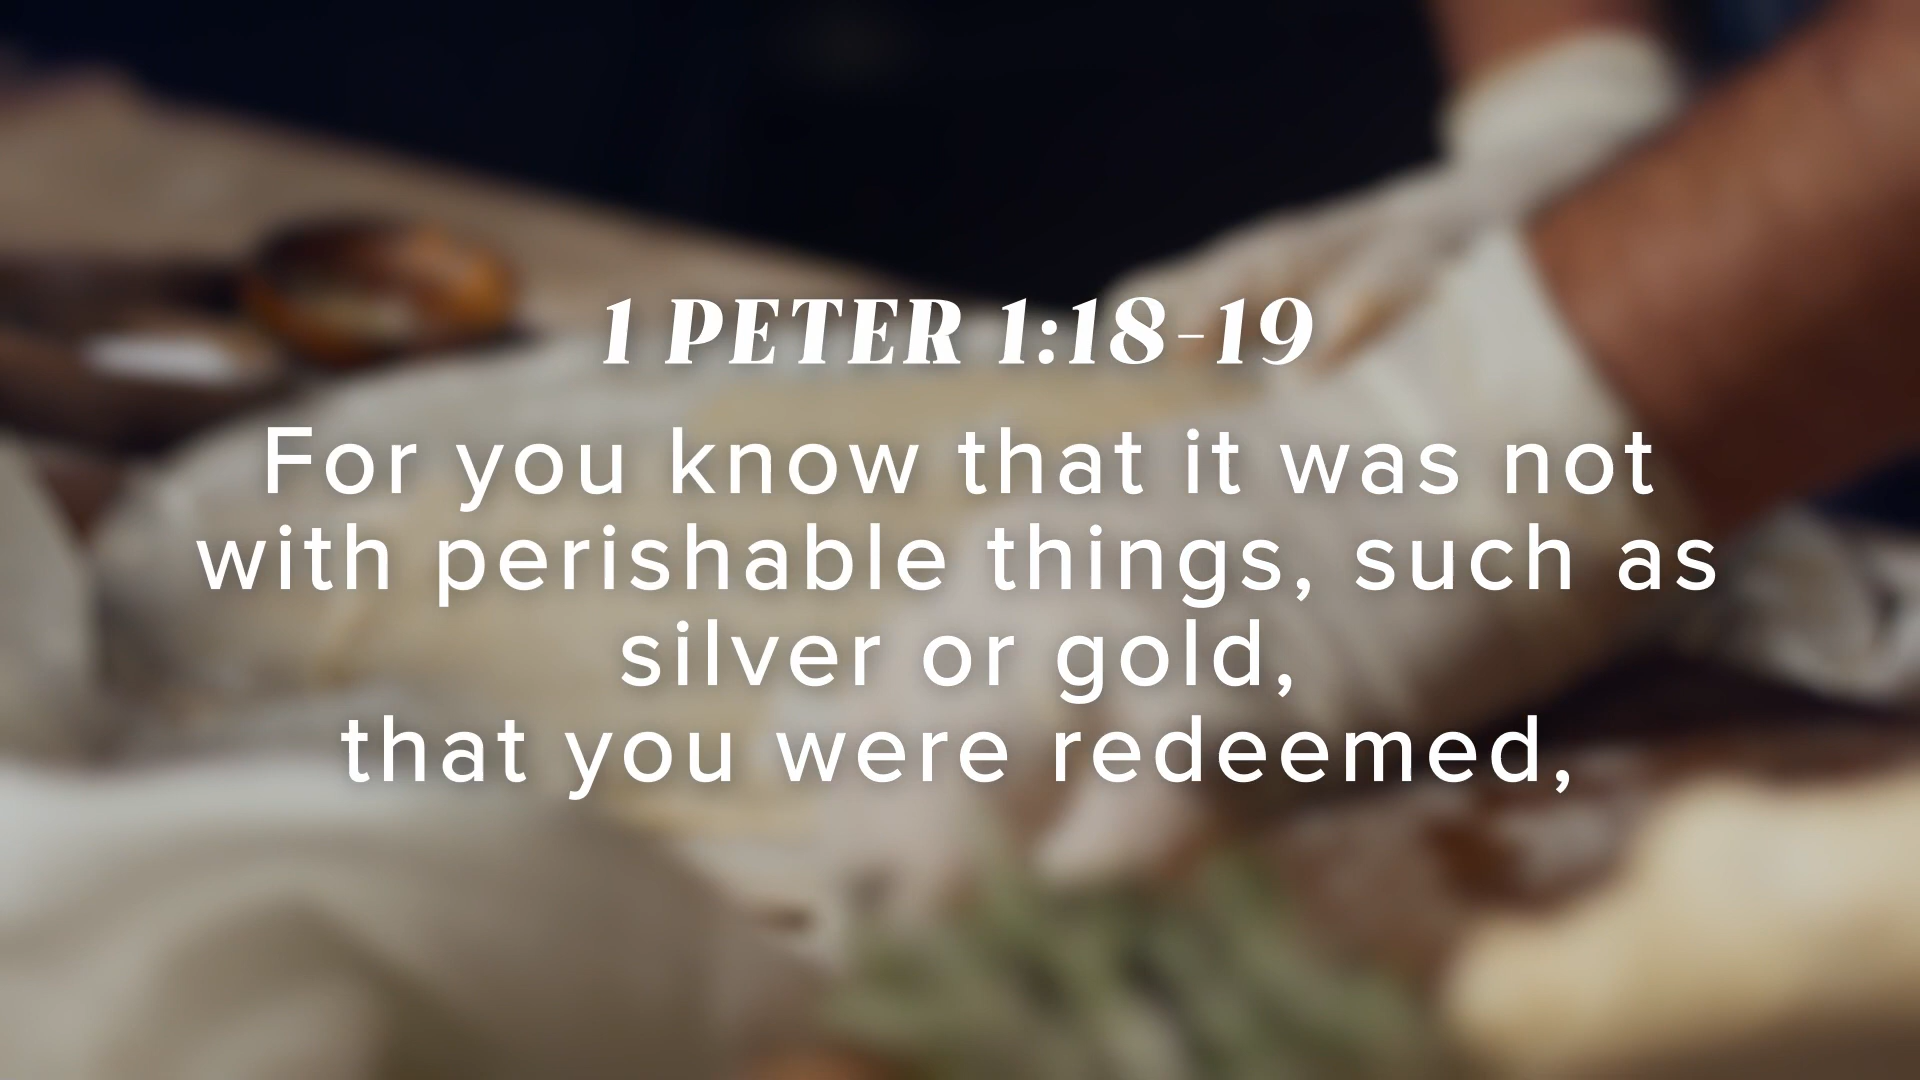 1 PETER 1:18-19
For you know that it was not
with perishable things, such as
silver or gold,
that you were redeemed,